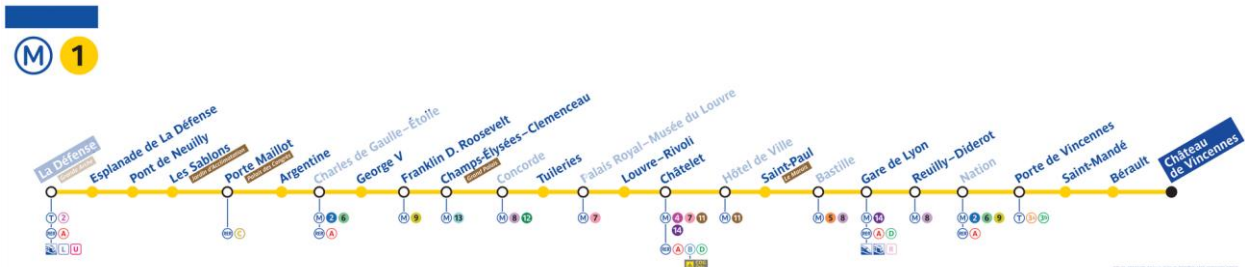 M 1
La Défense
Grande Arche
Esplanade de La Défense
Pont de Neuilly
Les Sablons
Jardin d'Acclimatation
Porte Maillot
Palais des Congrès
Argentine
Charles de Gaulle–Étoile
George V
Franklin D. Roosevelt
Champs-Élysées–Clemenceau
Grand Palais
Concorde
Tuileries
Palais Royal–Musée du Louvre
Louvre–Rivoli
Châtelet
Hôtel de Ville
Saint-Paul
Le Marais
Bastille
Gare de Lyon
Reuilly–Diderot
Nation
Porte de Vincennes
Saint-Mandé
Bérault
Château
de Vincennes
T 2
RER A
L U
RER C
M 2 6
RER A
M 9
M 13
M 8 12
M 7
M 4 7 11
14
RER A B D
M 11
M 5 8
M 14
RER A D
R
M 8
M 2 6 9
RER A
T 3a 3b